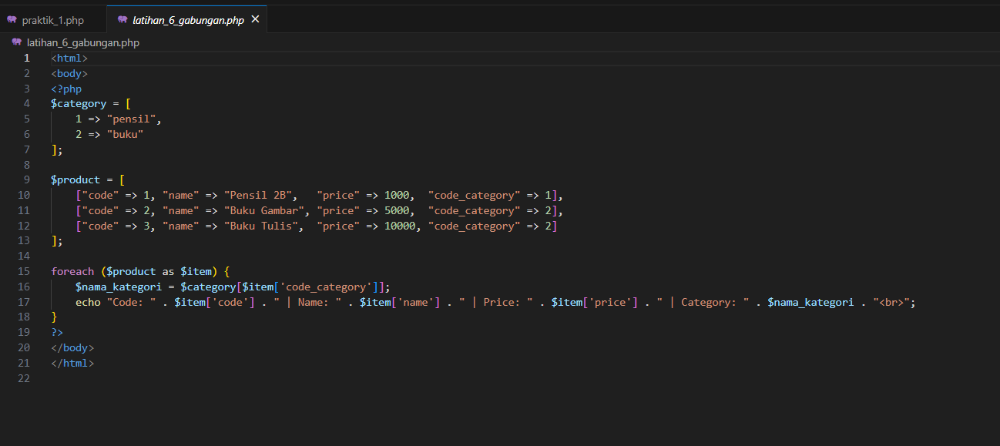 praktik_1.php latihan_6_gabungan.php ×
latihan_6_gabungan.php
1 <html>
2 <body>
3 <?php
4 $category = [
5     1 => "pensil",
6     2 => "buku"
7 ];
8
9 $product = [
10     ["code" => 1, "name" => "Pensil 2B",   "price" => 1000,  "code_category" => 1],
11     ["code" => 2, "name" => "Buku Gambar", "price" => 5000,  "code_category" => 2],
12     ["code" => 3, "name" => "Buku Tulis",  "price" => 10000, "code_category" => 2]
13 ];
14
15 foreach ($product as $item) {
16     $nama_kategori = $category[$item['code_category']];
17     echo "Code: " . $item['code'] . " | Name: " . $item['name'] . " | Price: " . $item['price'] . " | Category: " . $nama_kategori . "<br>";
18 }
19 ?>
20 </body>
21 </html>
22